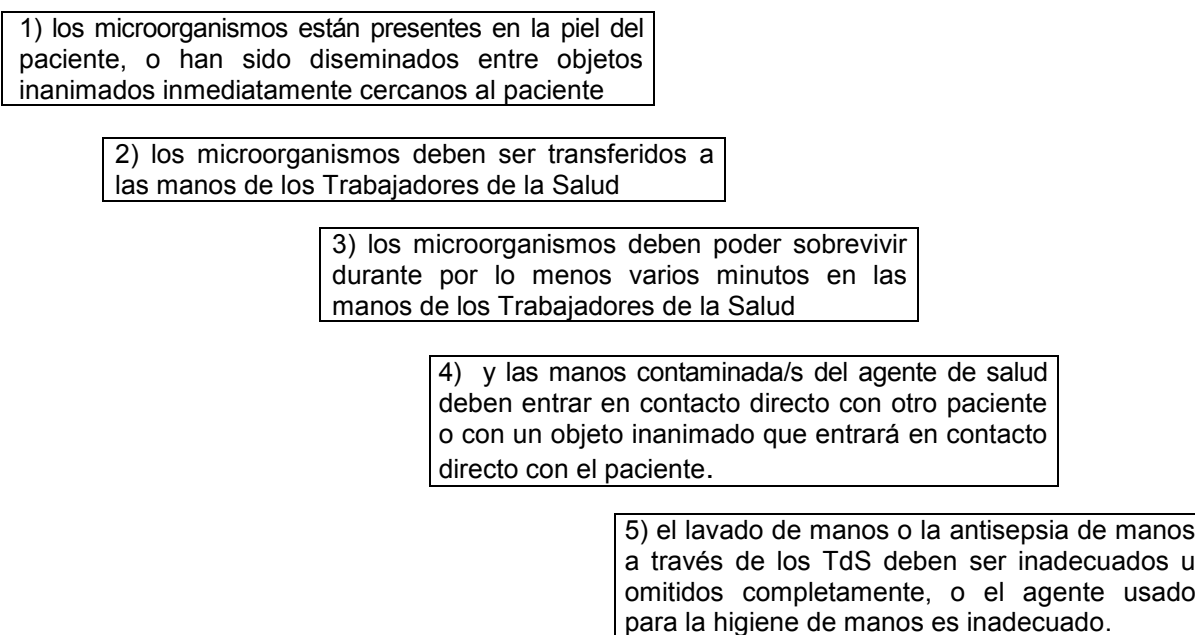 1) los microorganismos están presentes en la piel del
paciente, o han sido diseminados entre objetos
inanimados inmediatamente cercanos al paciente
2) los microorganismos deben ser transferidos a
las manos de los Trabajadores de la Salud
3) los microorganismos deben poder sobrevivir
durante por lo menos varios minutos en las
manos de los Trabajadores de la Salud
4) y las manos contaminada/s del agente de salud
deben entrar en contacto directo con otro paciente
o con un objeto inanimado que entrará en contacto
directo con el paciente.
5) el lavado de manos o la antisepsia de manos
a través de los TdS deben ser inadecuados u
omitidos completamente, o el agente usado
para la higiene de manos es inadecuado.